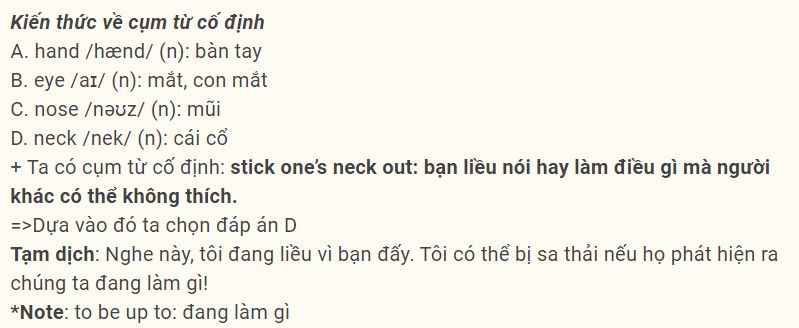 Kiến thức về cụm từ cố định
A. hand /hænd/ (n): bàn tay
B. eye /aɪ/ (n): mắt, con mắt
C. nose /nəʊz/ (n): mũi
D. neck /nek/ (n): cái cổ
+ Ta có cụm từ cố định: stick one’s neck out: bạn liều nói hay làm điều gì mà người
khác có thể không thích.
=>Dựa vào đó ta chọn đáp án D
Tạm dịch: Nghe này, tôi đang liều vì bạn đấy. Tôi có thể bị sa thải nếu họ phát hiện ra
chúng ta đang làm gì!
*Note: to be up to: đang làm gì